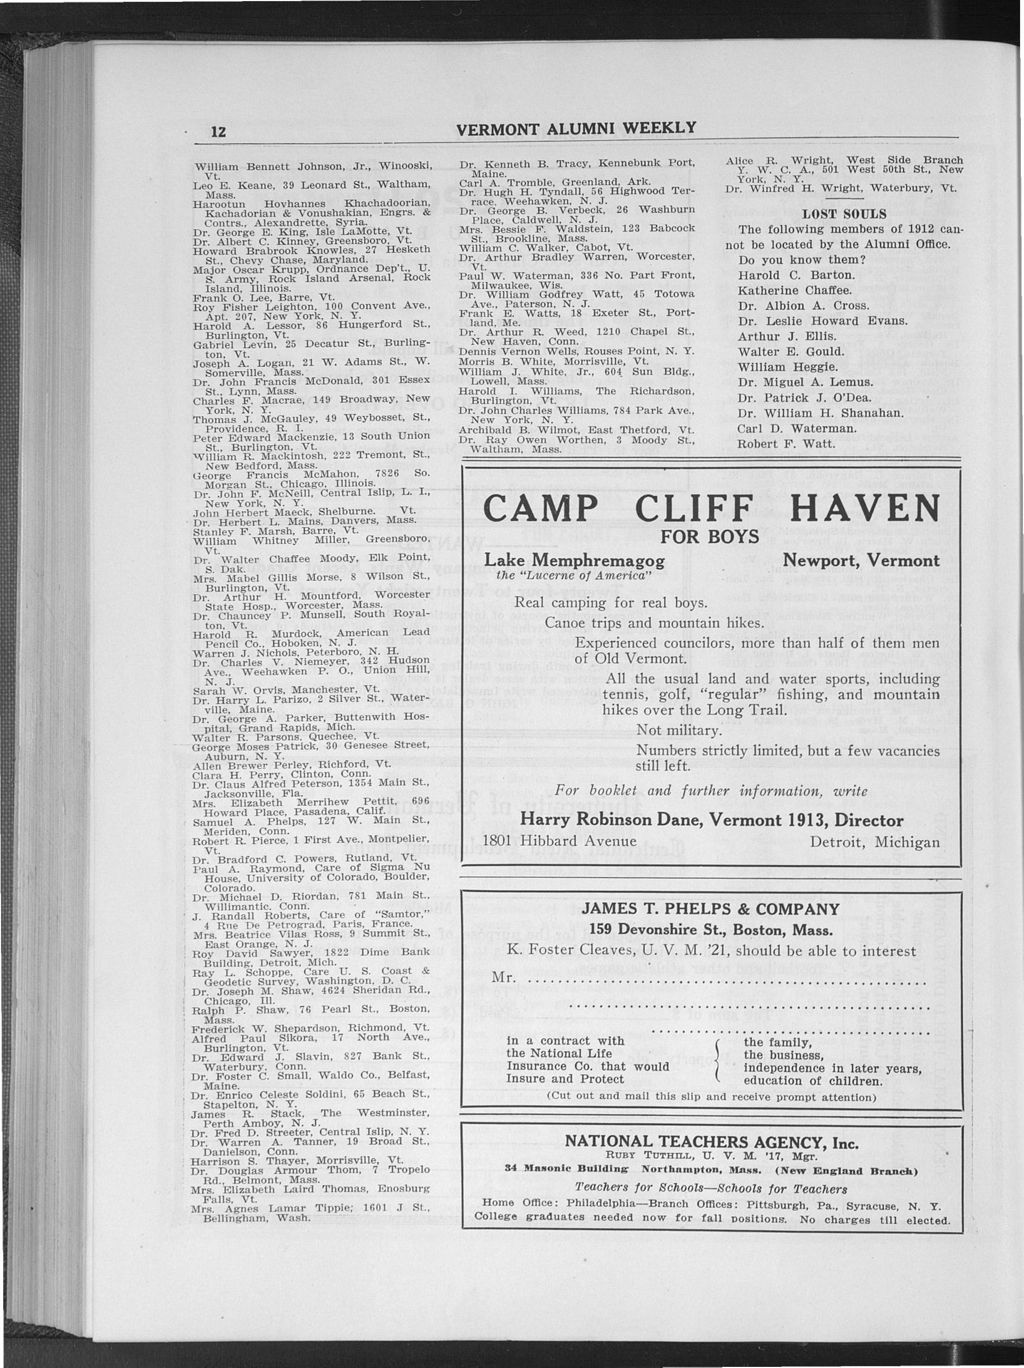 12
VERMONT ALUMNI WEEKLY
William Bennett Johnson, Jr., Winooski,
Vt.
Leo E. Keane, 39 Leonard St., Waltham,
Mass.
Harootun Hovhannes Khachadoorian,
Kachadorian & Vonushakian, Engrs. &
Contrs., Alexandrette, Syria.
Dr. George E. King, Isle LaMotte, Vt.
Dr. Albert C. Kinney, Greensboro, Vt.
Howard Brabrook Knowles, 27 Hesketh
St., Chevy Chase, Maryland.
Major Oscar Krupp, Ordnance Dep't., U.
S. Army, Rock Island Arsenal, Rock
Island, Illinois.
Frank O. Lee, Barre, Vt.
Roy Fisher Leighton, 100 Convent Ave.,
Apt. 207, New York, N. Y.
Harold A. Lessor, 86 Hungerford St.,
Burlington, Vt.
Gabriel Levin, 25 Decatur St., Burling-
ton, Vt.
Joseph A. Logan, 21 W. Adams St., W.
Somerville, Mass.
Dr. John Francis McDonald, 301 Essex
St., Lynn, Mass.
Charles F. Macrae, 149 Broadway, New
York, N. Y.
Thomas J. McGauley, 49 Weybosset, St.,
Providence, R. I.
Peter Edward Mackenzie, 13 South Union
St., Burlington, Vt.
William R. Mackintosh, 222 Tremont, St.,
New Bedford, Mass.
George Francis McMahon, 7826 So.
Morgan St., Chicago, Illinois.
Dr. John F. McNeill, Central Islip, L. I.,
New York, N. Y.
John Herbert Maeck, Shelburne. Vt.
Dr. Herbert L. Mains, Danvers, Mass.
Stanley F. Marsh, Barre, Vt.
William Whitney Miller, Greensboro,
Vt.
Dr. Walter Chaffee Moody, Elk Point,
S. Dak.
Mrs. Mabel Gillis Morse, 8 Wilson St.,
Burlington, Vt.
Dr. Arthur H. Mountford, Worcester
State Hosp., Worcester, Mass.
Dr. Chauncey P. Munsell, South Royal-
ton, Vt.
Harold R. Murdock, American Lead
Pencil Co., Hoboken, N. J.
Warren J. Nichols, Peterboro, N. H.
Dr. Charles V. Niemeyer, 342 Hudson
Ave., Weehawken P. O., Union Hill,
N. J.
Sarah W. Orvis, Manchester, Vt.
Dr. Harry L. Parizo, 2 Silver St., Water-
ville, Maine.
Dr. George A. Parker, Buttenwith Hos-
pital, Grand Rapids, Mich.
Walter R. Parsons, Quechee, Vt.
George Moses Patrick, 30 Genesee Street,
Auburn, N. Y.
Allen Brewer Perley, Richford, Vt.
Clara H. Perry, Clinton, Conn.
Dr. Claus Alfred Peterson, 1354 Main St.,
Jacksonville, Fla.
Mrs. Elizabeth Merrihew Pettit, 696
Howard Place, Pasadena, Calif.
Samuel A. Phelps, 127 W. Main St.,
Meriden, Conn.
Robert R. Pierce, 1 First Ave., Montpelier,
Vt.
Dr. Bradford C. Powers, Rutland, Vt.
Paul A. Raymond, Care of Sigma Nu
House, University of Colorado, Boulder,
Colorado.
Dr. Michael D. Riordan, 781 Main St.,
Willimantic. Conn.
J. Randall Roberts, Care of "Samtor,"
4 Rue De Petrograd, Paris, France.
Mrs. Beatrice Vilas Ross, 9 Summit St.,
East Orange, N. J.
Roy David Sawyer, 1822 Dime Bank
Building, Detroit, Mich.
Ray L. Schoppe, Care U. S. Coast &
Geodetic Survey, Washington, D. C.
Dr. Joseph M. Shaw, 4624 Sheridan Rd.,
Chicago, Ill.
Ralph P. Shaw, 76 Pearl St., Boston,
Mass.
Frederick W. Shepardson, Richmond, Vt.
Alfred Paul Sikora, 17 North Ave.,
Burlington, Vt.
Dr. Edward J. Slavin, 827 Bank St.,
Waterbury, Conn.
Dr. Foster C. Small, Waldo Co., Belfast,
Maine.
Dr. Enrico Celeste Soldini, 65 Beach St.,
Stapelton, N. Y.
James R. Stack, The Westminster,
Perth Amboy, N. J.
Dr. Fred D. Streeter, Central Islip, N. Y.
Dr. Warren A. Tanner, 19 Broad St.,
Danielson, Conn.
Harrison S. Thayer, Morrisville, Vt.
Dr. Douglas Armour Thom, 7 Tropelo
Rd., Belmont, Mass.
Mrs. Elizabeth Laird Thomas, Enosburg
Falls, Vt.
Mrs. Agnes Lamar Tippie; 1601 J St.,
Bellingham, Wash.
Dr. Kenneth B. Tracy, Kennebunk Port,
Maine.
Carl A. Tromble, Greenland, Ark.
Dr. Hugh H. Tyndall, 56 Highwood Ter-
race, Weehawken, N. J.
Dr. George B. Verbeck, 26 Washburn
Place, Caldwell, N. J.
Mrs. Bessie F. Waldstein, 123 Babcock
St., Brookline, Mass.
William C. Walker, Cabot, Vt.
Dr. Arthur Bradley Warren, Worcester,
Vt.
Paul W. Waterman, 336 No. Part Front,
Milwaukee, Wis.
Dr. William Godfrey Watt, 45 Totowa
Ave., Paterson, N. J.
Frank E. Watts, 18 Exeter St., Port-
land, Me.
Dr. Arthur R. Weed, 1210 Chapel St.,
New Haven, Conn.
Dennis Vernon Wells, Rouses Point, N. Y.
Morris B. White, Morrisville, Vt.
William J. White, Jr., 604 Sun Bldg.,
Lowell, Mass.
Harold I. Williams, The Richardson,
Burlington, Vt.
Dr. John Charles Williams, 784 Park Ave.,
New York, N. Y.
Archibald B. Wilmot, East Thetford, Vt.
Dr. Ray Owen Worthen, 3 Moody St.,
Waltham, Mass.
Alice R. Wright, West Side Branch
Y. W. C. A., 501 West 50th St., New
York, N. Y.
Dr. Winfred H. Wright, Waterbury, Vt.
LOST SOULS
The following members of 1912 can-
not be located by the Alumni Office.
Do you know them?
Harold C. Barton.
Katherine Chaffee.
Dr. Albion A. Cross.
Dr. Leslie Howard Evans.
Arthur J. Ellis.
Walter E. Gould.
William Heggie.
Dr. Miguel A. Lemus.
Dr. Patrick J. O'Dea.
Dr. William H. Shanahan.
Carl D. Waterman.
Robert F. Watt.
CAMP CLIFF HAVEN
FOR BOYS
Lake Memphremagog Newport, Vermont
the "Lucerne of America"
Real camping for real boys.
Canoe trips and mountain hikes.
Experienced councilors, more than half of them men
of Old Vermont.
All the usual land and water sports, including
tennis, golf, "regular" fishing, and mountain
hikes over the Long Trail.
Not military.
Numbers strictly limited, but a few vacancies
still left.
For booklet and further information, write
Harry Robinson Dane, Vermont 1913, Director
1801 Hibbard Avenue Detroit, Michigan
JAMES T. PHELPS & COMPANY
159 Devonshire St., Boston, Mass.
K. Foster Cleaves, U. V. M. '21, should be able to interest
Mr. ..................................................
..................................................
..................................................
in a contract with
the National Life
Insurance Co. that would
Insure and Protect
the family,
the business,
independence in later years,
education of children.
(Cut out and mail this slip and receive prompt attention)
NATIONAL TEACHERS AGENCY, Inc.
RUBY TUTHILL, U. V. M. '17, Mgr.
34 Masonic Building Northampton, Mass. (New England Branch)
Teachers for Schools—Schools for Teachers
Home Office: Philadelphia—Branch Offices: Pittsburgh, Pa., Syracuse, N. Y.
College graduates needed now for fall positions. No charges till elected.